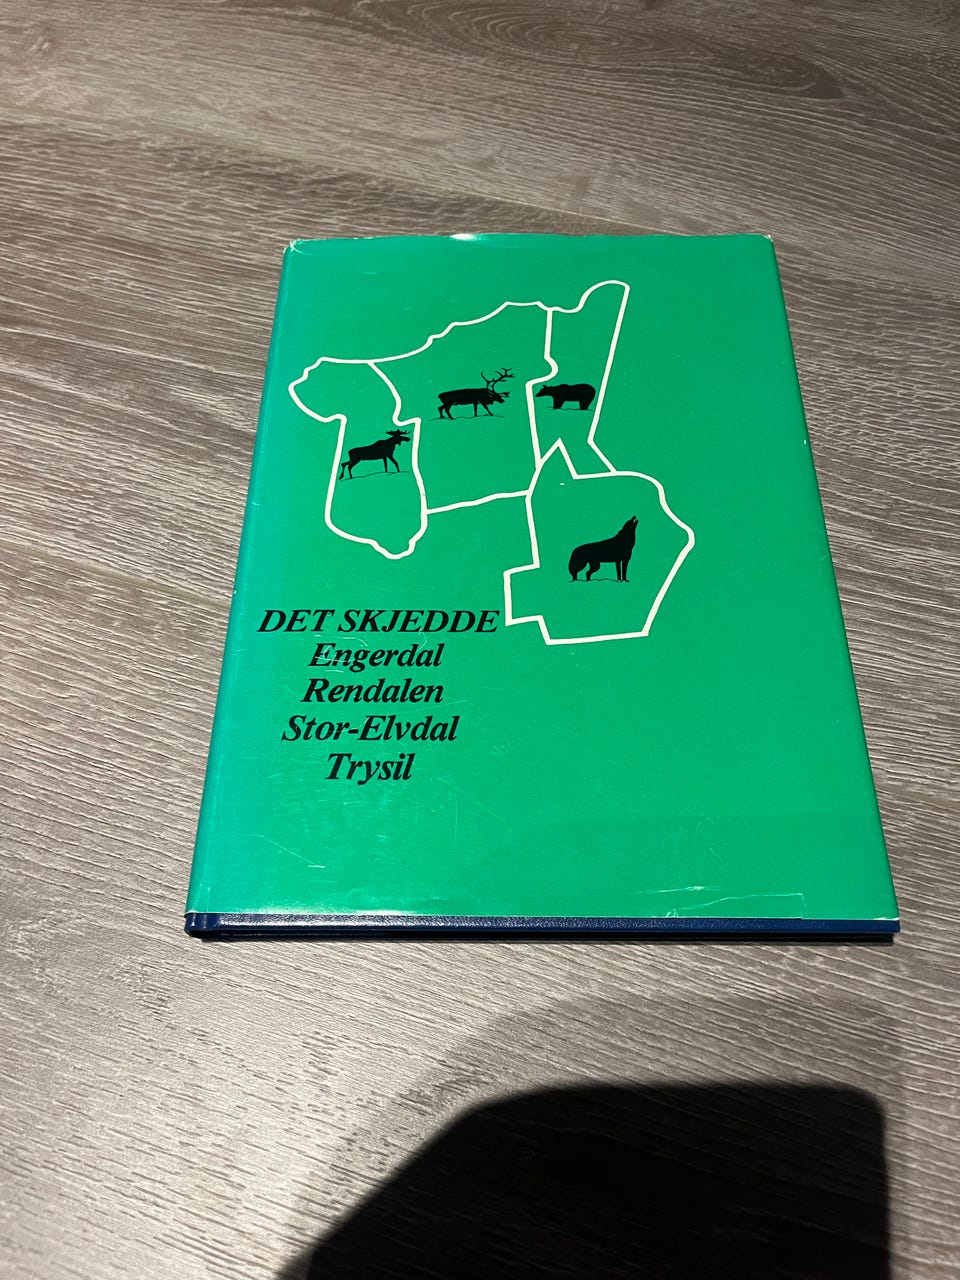 DET SKJEDDE
Engerdal
Rendalen
Stor-Elvdal
Trysil